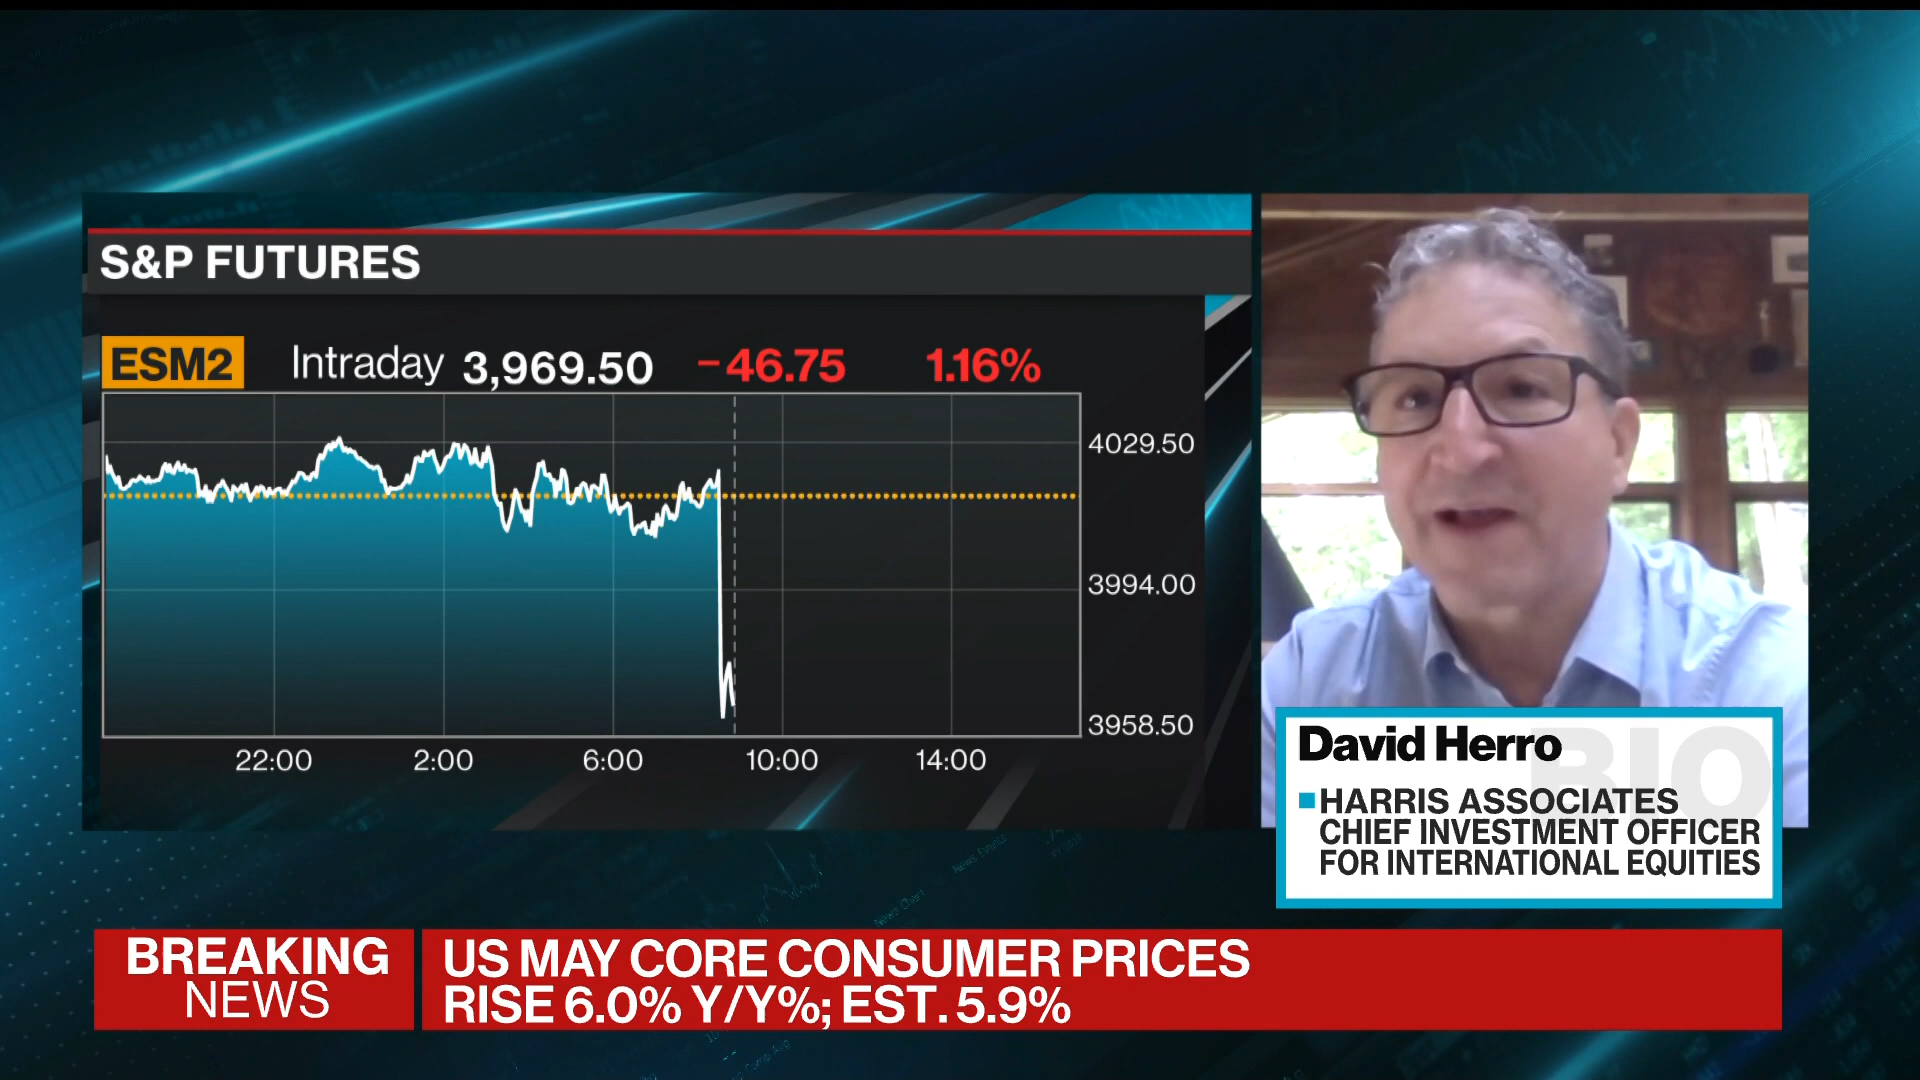 S&P FUTURES
ESM2 Intraday 3,969.50 -46.75 1.16%
4029.50
3994.00
3958.50
22:00 2:00 6:00 10:00 14:00
BIO
David Herro
HARRIS ASSOCIATES
CHIEF INVESTMENT OFFICER
FOR INTERNATIONAL EQUITIES
BREAKING
NEWS
US MAY CORE CONSUMER PRICES
RISE 6.0% Y/Y%; EST. 5.9%